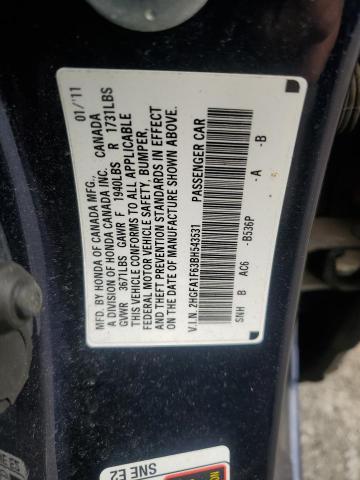 MFD. BY HONDA OF CANADA MFG., 01/'11
A DIVISION OF HONDA CANADA INC. CANADA
GVWR 3671LBS GAWR F 1940LBS R 1731LBS
THIS VEHICLE CONFORMS TO ALL APPLICABLE
FEDERAL MOTOR VEHICLE SAFETY, BUMPER,
AND THEFT PREVENTION STANDARDS IN EFFECT
ON THE DATE OF MANUFACTURE SHOWN ABOVE.
V.I.N. 2HGFA1F63BH543531 PASSENGER CAR
SNH B AC6 -A -B
-B536P
SNE E2